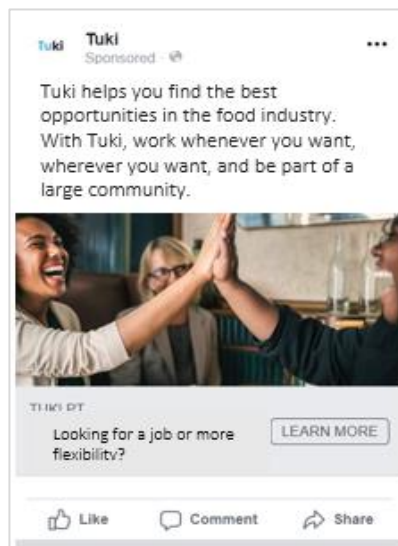 Tuki
Tuki
Sponsored ·
Tuki helps you find the best
opportunities in the food industry.
With Tuki, work whenever you want,
wherever you want, and be part of a
large community.
TUKI.PT
Looking for a job or more
flexibility?
LEARN MORE
Like
Comment
Share